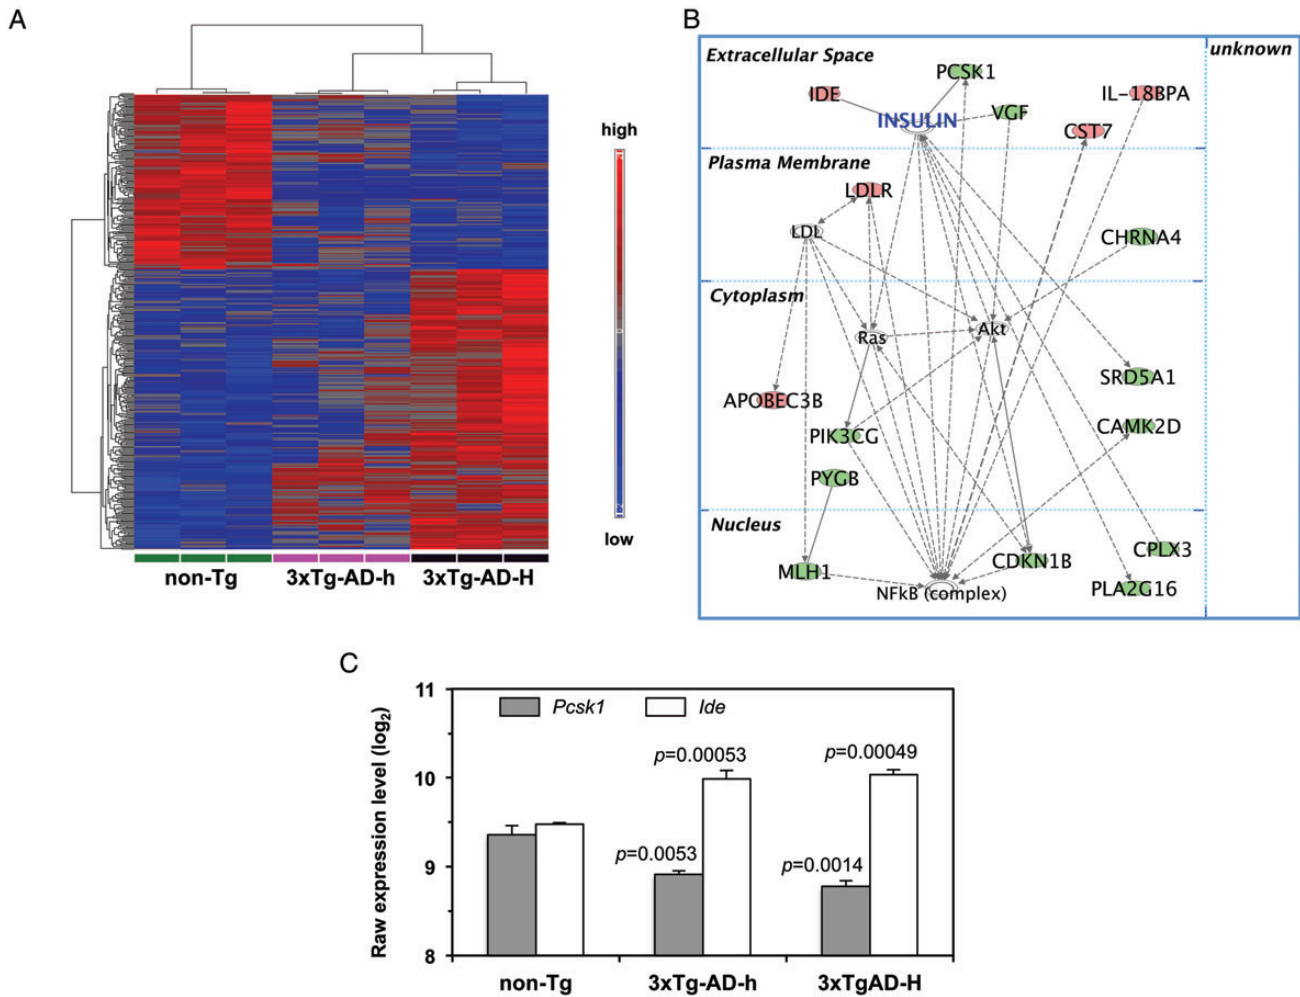 A
high
low
non-Tg
3xTg-AD-h
3xTg-AD-H
B
Extracellular Space
unknown
PCSK1
IDE
IL-18BPA
VGF
INSULIN
CST7
Plasma Membrane
LDLR
LDL
CHRNA4
Cytoplasm
Akt
Ras
SRD5A1
APOBEC3B
CAMK2D
PIK3CG
PYGB
Nucleus
CPLX3
CDKN1B
MLH1
PLA2G16
NFkB (complex)
C
Raw expression level (log2)
11
10
9
8
Pcsk1
Ide
p=0.00053
p=0.00049
p=0.0053
p=0.0014
non-Tg
3xTg-AD-h
3xTgAD-H